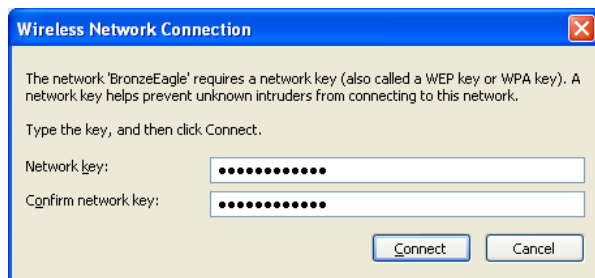 Wireless Network Connection
The network 'BronzeEagle' requires a network key (also called a WEP key or WPA key). A
network key helps prevent unknown intruders from connecting to this network.
Type the key, and then click Connect.
Network key: ••••••••••••
Confirm network key: ••••••••••••
Connect Cancel